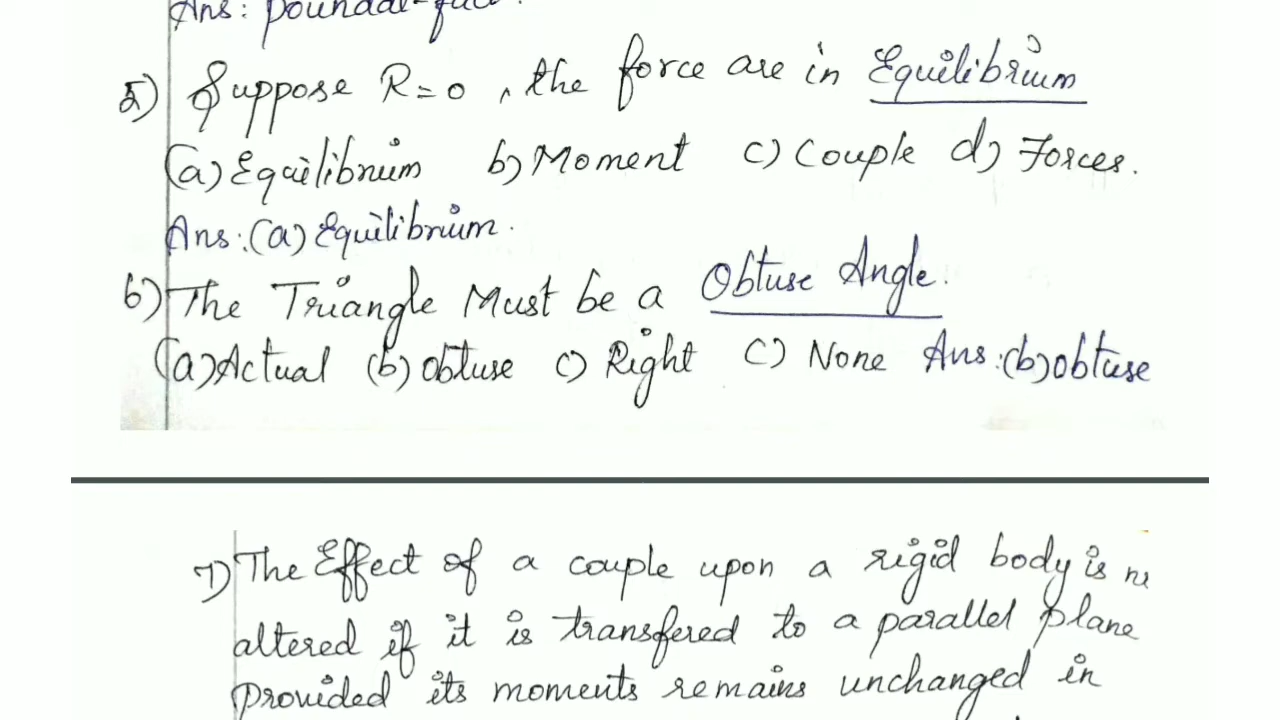 Ans: poundal-
5) Suppose R=0, the force are in Equilibrium
(a) Equilibrium b) Moment c) Couple d) Forces.
Ans: (a) Equilibrium.
6) The Triangle Must be a Obtuse Angle.
(a) Actual (b) obtuse c) Right C) None Ans: (b) obtuse
7) The Effect of a couple upon a rigid body is
altered if it is transfered to a parallel plane
provided its moments remains unchanged in